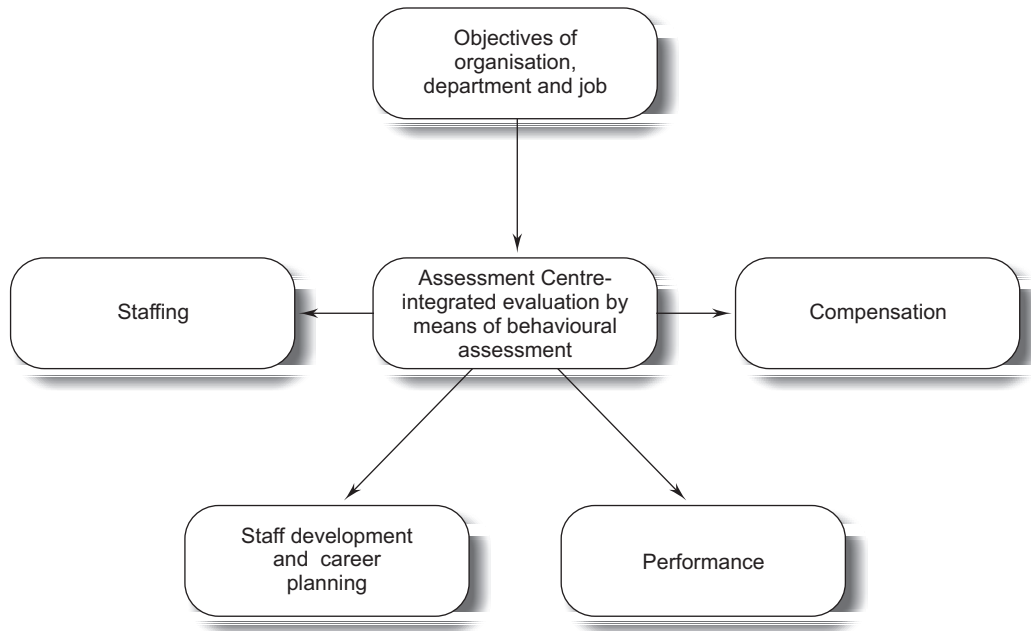 Objectives of
organisation,
department and job
Staffing
Assessment Centre-
integrated evaluation by
means of behavioural
assessment
Compensation
Staff development
and career
planning
Performance